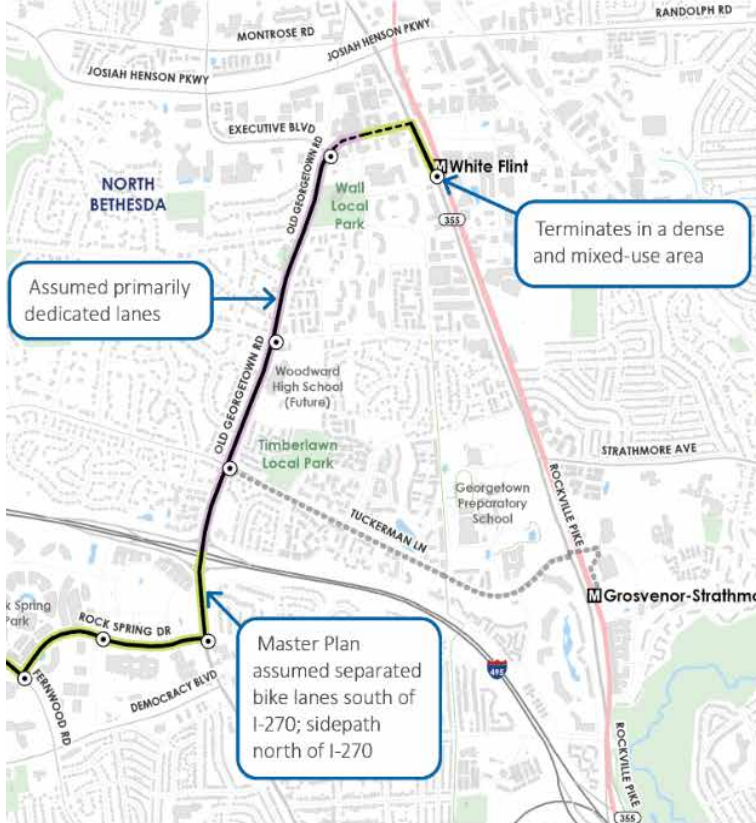 RANDOLPH RD
MONTROSE RD
JOSIAH HENSON PKWY
JOSIAH HENSON PKWY
EXECUTIVE BLVD
OLD GEORGETOWN RD
M White Flint
NORTH
BETHESDA
Wall
Local
Park
355
Terminates in a dense
and mixed-use area
Assumed primarily
dedicated lanes
OLD GEORGETOWN RD
Woodward
High School
(Future)
Timberlawn
Local Park
STRATHMORE AVE
ROCKVILLE PIKE
Georgetown
Preparatory
School
TUCKERMAN LN
M Grosvenor-Strathmo
k Spring
Park
ROCK SPRING DR
Master Plan
assumed separated
bike lanes south of
I-270; sidepath
north of I-270
495
FERNWOOD RD
DEMOCRACY BLVD
ROCKVILLE PIKE
355